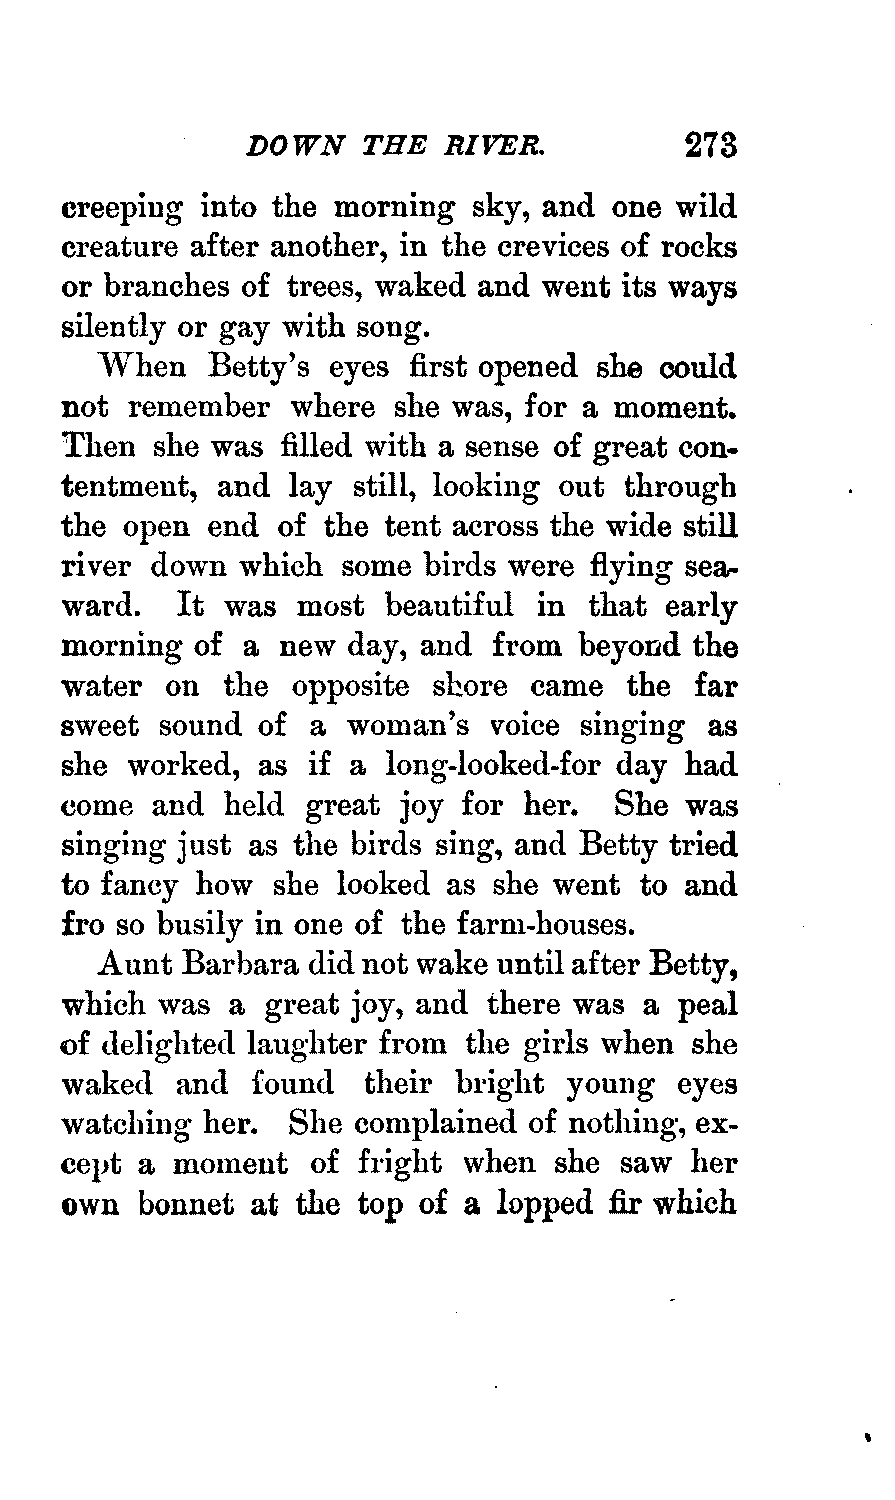 DOWN THE RIVER. 273
creeping into the morning sky, and one wild
creature after another, in the crevices of rocks
or branches of trees, waked and went its ways
silently or gay with song.
When Betty's eyes first opened she could
not remember where she was, for a moment.
Then she was filled with a sense of great con-
tentment, and lay still, looking out through
the open end of the tent across the wide still
river down which some birds were flying sea-
ward. It was most beautiful in that early
morning of a new day, and from beyond the
water on the opposite shore came the far
sweet sound of a woman's voice singing as
she worked, as if a long-looked-for day had
come and held great joy for her. She was
singing just as the birds sing, and Betty tried
to fancy how she looked as she went to and
fro so busily in one of the farm-houses.
Aunt Barbara did not wake until after Betty,
which was a great joy, and there was a peal
of delighted laughter from the girls when she
waked and found their bright young eyes
watching her. She complained of nothing, ex-
cept a moment of fright when she saw her
own bonnet at the top of a lopped fir which